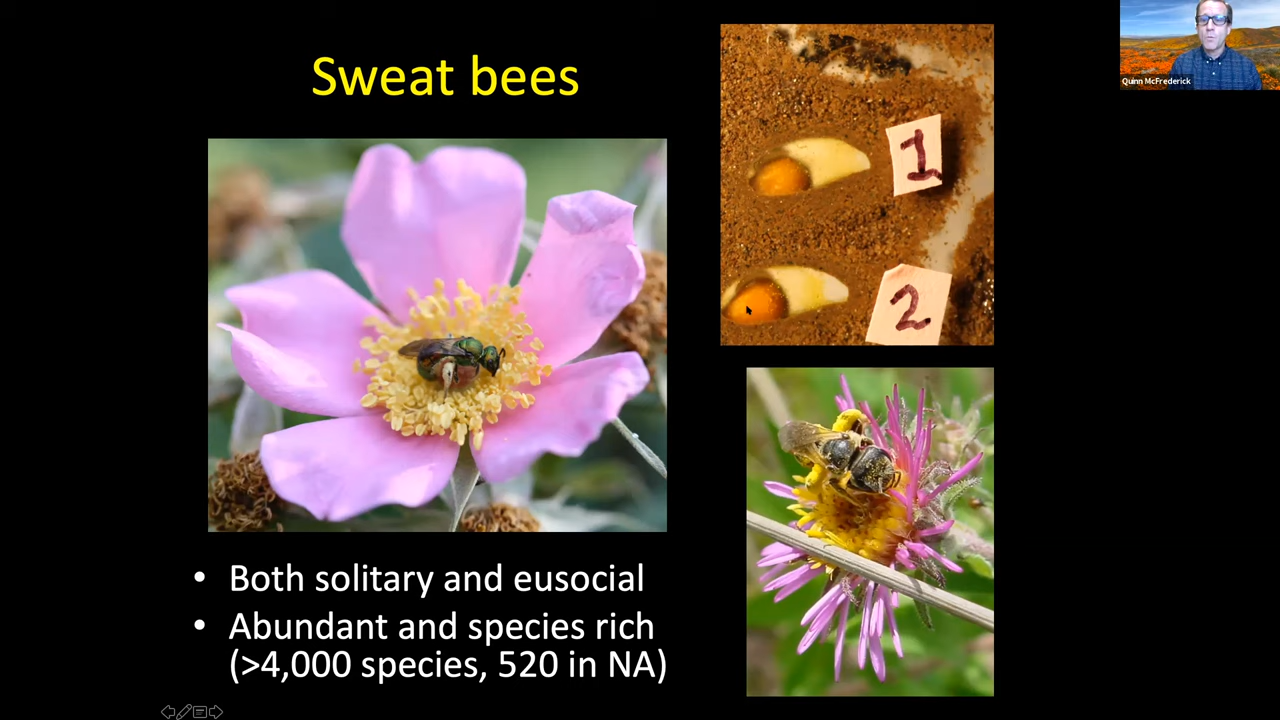 Sweat bees
1
2
• Both solitary and eusocial
• Abundant and species rich
(>4,000 species, 520 in NA)
Quinn McFrederick